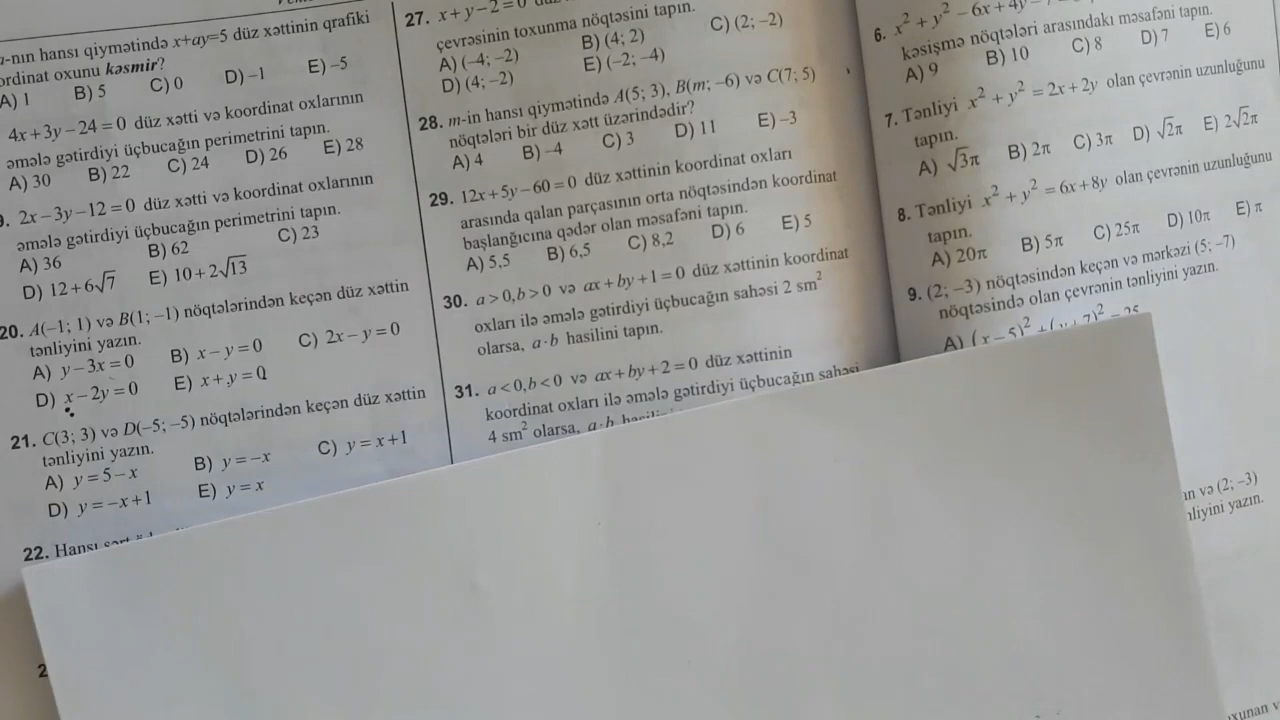 -nın hansı qiymətində x+ay=5 düz xəttinin qrafiki
ordinat oxunu kəsmir?
A) 1 B) 5 C) 0 D) –1 E) –5
4x+3y–24=0 düz xətti və koordinat oxlarının
əmələ gətirdiyi üçbucağın perimetrini tapın.
A) 30 B) 22 C) 24 D) 26 E) 28
9. 2x–3y–12=0 düz xətti və koordinat oxlarının
əmələ gətirdiyi üçbucağın perimetrini tapın.
A) 36 B) 62 C) 23
D) 12+6√7 E) 10+2√13
20. A(–1; 1) və B(1; –1) nöqtələrindən keçən düz xəttin
tənliyini yazın.
A) y–3x=0 B) x–y=0 C) 2x–y=0
D) x–2y=0 E) x+y=0
21. C(3; 3) və D(–5; –5) nöqtələrindən keçən düz xəttin
tənliyini yazın.
A) y=5–x B) y=–x C) y=x+1
D) y=–x+1 E) y=x
22. Hansı
27. x+y–2=0 düz
çevrəsinin toxunma nöqtəsini tapın.
A) (–4; –2) B) (4; 2) C) (2; –2)
D) (4; –2) E) (–2; –4)
28. m-in hansı qiymətində A(5; 3), B(m; –6) və C(7; 5)
nöqtələri bir düz xətt üzərindədir?
A) 4 B) –4 C) 3 D) 11 E) –3
29. 12x+5y–60=0 düz xəttinin koordinat oxları
arasında qalan parçasının orta nöqtəsindən koordinat
başlanğıcına qədər olan məsafəni tapın.
A) 5,5 B) 6,5 C) 8,2 D) 6 E) 5
30. a>0,b>0 və ax+by+1=0 düz xəttinin koordinat
oxları ilə əmələ gətirdiyi üçbucağın sahəsi 2 sm²
olarsa, a·b hasilini tapın.
31. a<0,b<0 və ax+by+2=0 düz xəttinin
koordinat oxları ilə əmələ gətirdiyi üçbucağın sahəsi
4 sm² olarsa, a·b
6. x²+y²–6x+4y–
kəsişmə nöqtələri arasındakı məsafəni tapın.
A) 9 B) 10 C) 8 D) 7 E) 6
7. Tənliyi x²+y²=2x+2y olan çevrənin uzunluğunu
tapın.
A) √3π B) 2π C) 3π D) √2π E) 2√2π
8. Tənliyi x²+y²=6x+8y olan çevrənin uzunluğunu
tapın.
A) 20π B) 5π C) 25π D) 10π E) π
9. (2; –3) nöqtəsindən keçən və mərkəzi (5; –7)
nöqtəsində olan çevrənin tənliyini yazın.
A) (x–5)²+(y+7)²=25
və (2; –3)
yazın.